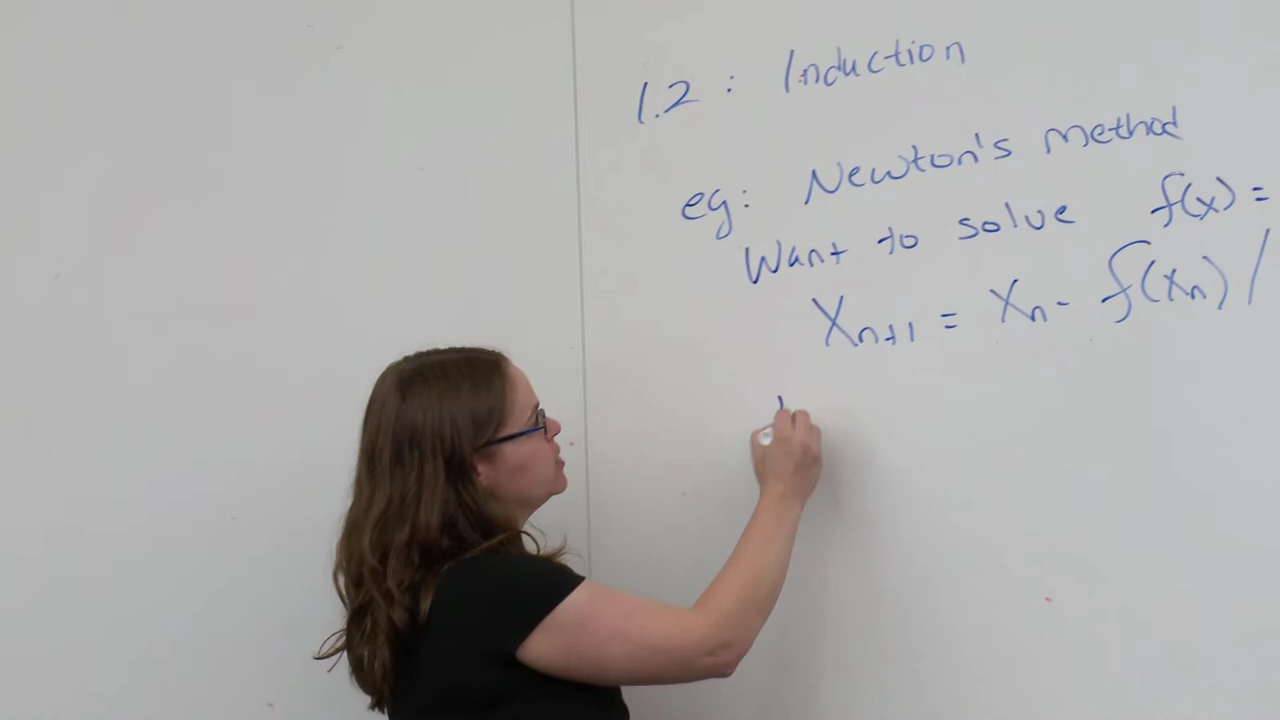 1.2 : Induction
eg: Newton's method
Want to solve f(x) =
Xn+1 = Xn - f(Xn) /